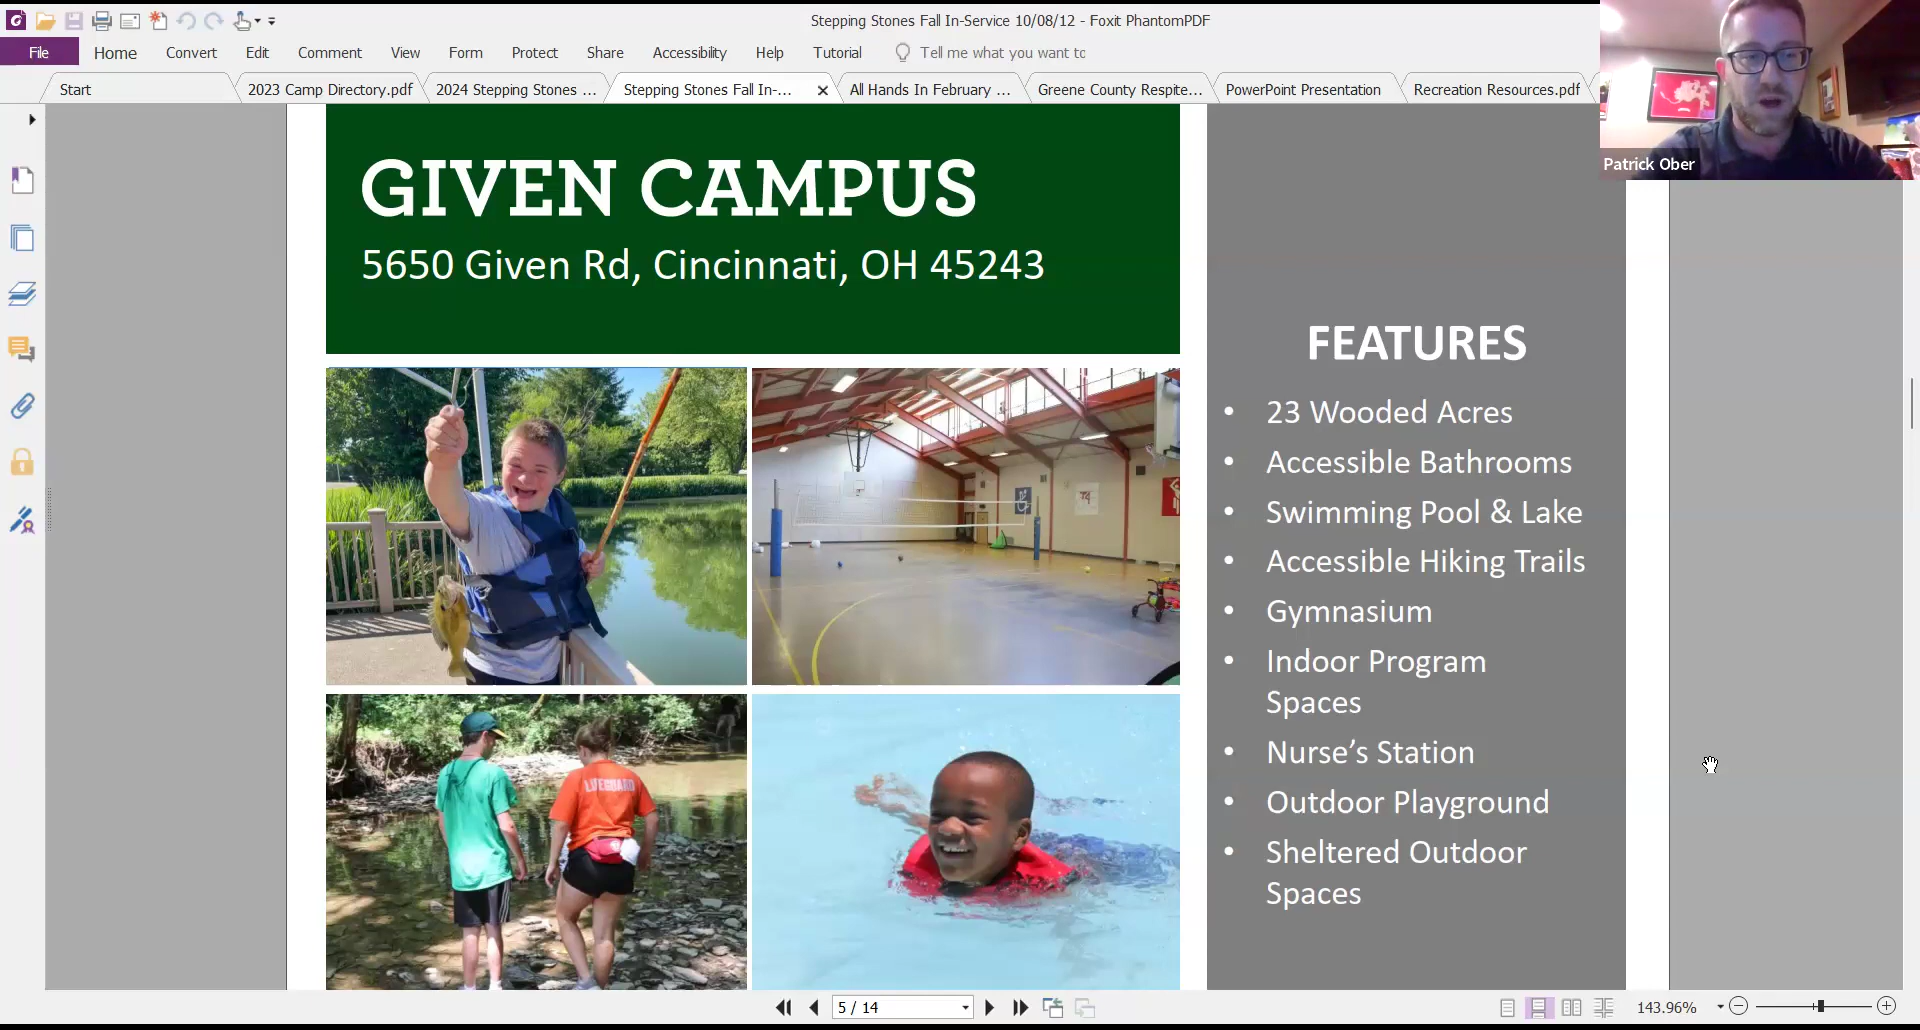 Stepping Stones Fall In-Service 10/08/12 - Foxit PhantomPDF
File Home Convert Edit Comment View Form Protect Share Accessibility Help Tutorial Tell me what you want to
Start 2023 Camp Directory.pdf 2024 Stepping Stones ... Stepping Stones Fall In-... All Hands In February ... Greene County Respite... PowerPoint Presentation Recreation Resources.pdf
Patrick Ober
GIVEN CAMPUS
5650 Given Rd, Cincinnati, OH 45243
LIFEGUARD
FEATURES
• 23 Wooded Acres
• Accessible Bathrooms
• Swimming Pool & Lake
• Accessible Hiking Trails
• Gymnasium
• Indoor Program
Spaces
• Nurse’s Station
• Outdoor Playground
• Sheltered Outdoor
Spaces
5 / 14
143.96%